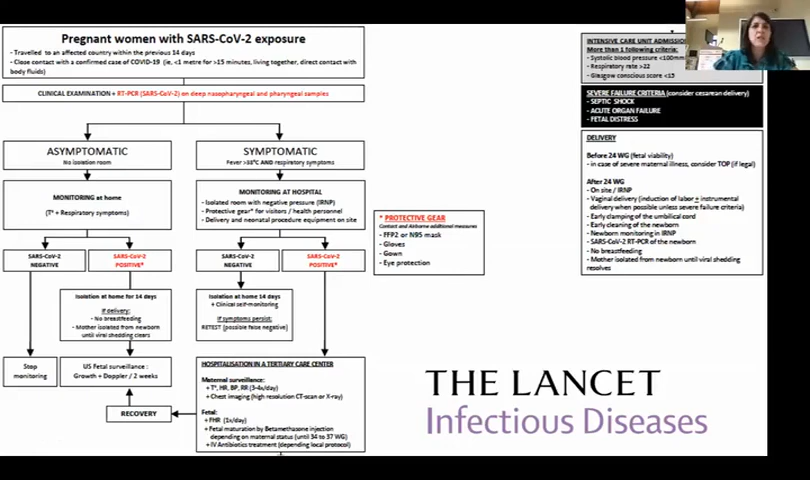 Pregnant women with SARS-CoV-2 exposure
- Travelled to an affected country within the previous 14 days
- Close contact with a confirmed case of COVID-19 (ie, <1 metre for >15 minutes, living together, direct contact with
body fluids)
CLINICAL EXAMINATION + RT-PCR (SARS-CoV-2) on deep nasopharyngeal and pharyngeal samples
ASYMPTOMATIC
No isolation room
SYMPTOMATIC
Fever >38°C AND respiratory symptoms
MONITORING at home
(T° + Respiratory symptoms)
MONITORING at HOSPITAL
- Isolated room with negative pressure (IRNP)
- Protective gear* for visitors / health personnel
- Delivery and neonatal procedure equipment on site
SARS-CoV-2
NEGATIVE
SARS-CoV-2
POSITIVE*
SARS-CoV-2
NEGATIVE
SARS-CoV-2
POSITIVE*
Isolation at home for 14 days
If delivery:
- No breastfeeding
- Mother isolated from newborn
until viral shedding clears
Isolation at home 14 days
+ Clinical self-monitoring
If symptoms persist:
RETEST (possible false negative)
Stop
monitoring
US Fetal surveillance :
Growth + Doppler / 2 weeks
RECOVERY
HOSPITALISATION IN A TERTIARY CARE CENTER
Maternal surveillance:
- T°, HR, BP, RR (3-4x/day)
- Chest imaging (high resolution CT-scan or X-ray)
Fetal:
- FHR (1x/day)
- Fetal maturation by Betamethasone injection
depending on maternal status (until 34 to 37 WG)
- IV Antibiotics treatment (depending local protocol)
* PROTECTIVE GEAR
Contact and Airborne additional measures
- FFP2 or N95 mask
- Gloves
- Gown
- Eye protection
INTENSIVE CARE UNIT ADMISSION
More than 1 following criteria:
- Systolic blood pressure <100mm
- Respiratory rate >22
- Glasgow conscious score <15
SEVERE FAILURE CRITERIA (consider cesarean delivery)
- SEPTIC SHOCK
- ACUTE ORGAN FAILURE
- FETAL DISTRESS
DELIVERY
Before 24 WG (fetal viability)
- in case of severe maternal illness, consider TOP (if legal)
After 24 WG
- On site / IRNP
- Vaginal delivery (induction of labor + instrumental
delivery when possible unless severe failure criteria)
- Early clamping of the umbilical cord
- Early cleaning of the newborn
- Newborn monitoring in IRNP
- SARS-CoV-2 RT-PCR of the newborn
- No breastfeeding
- Mother isolated from newborn until viral shedding
resolves
THE LANCET
Infectious Diseases